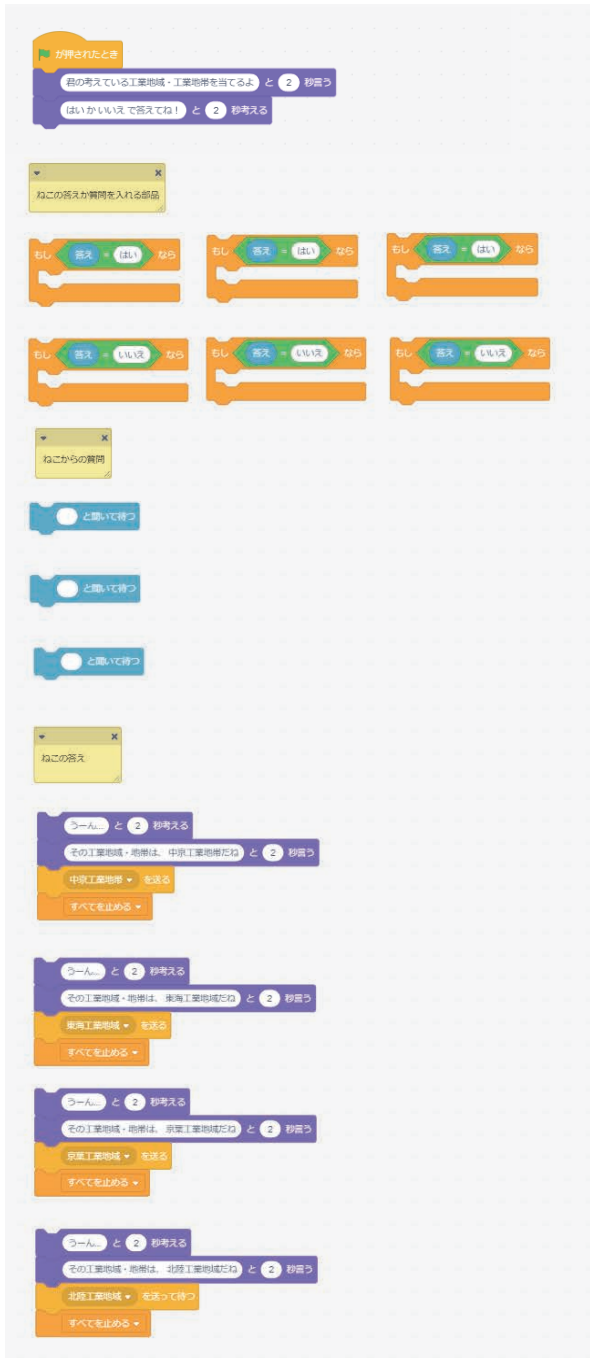 が押されたとき
君の考えている工業地域・工業地帯を当てるよ と 2 秒言う
はい か いいえ で答えてね! と 2 秒考える
ねこの答えか質問を入れる部品
もし 答え = はい なら もし 答え = はい なら もし 答え = はい なら
もし 答え = いいえ なら もし 答え = いいえ なら もし 答え = いいえ なら
ねこからの質問
と聞いて待つ
と聞いて待つ
と聞いて待つ
ねこの答え
うーん... と 2 秒考える
その工業地域・地帯は、 中京工業地帯だね と 2 秒言う
中京工業地帯 を送る
すべてを止める
うーん... と 2 秒考える
その工業地域・地帯は、 東海工業地域だね と 2 秒言う
東海工業地域 を送る
すべてを止める
うーん... と 2 秒考える
その工業地域・地帯は、 京葉工業地域だね と 2 秒言う
京葉工業地域 を送る
すべてを止める
うーん... と 2 秒考える
その工業地域・地帯は、 北陸工業地域だね と 2 秒言う
北陸工業地域 を送って待つ
すべてを止める